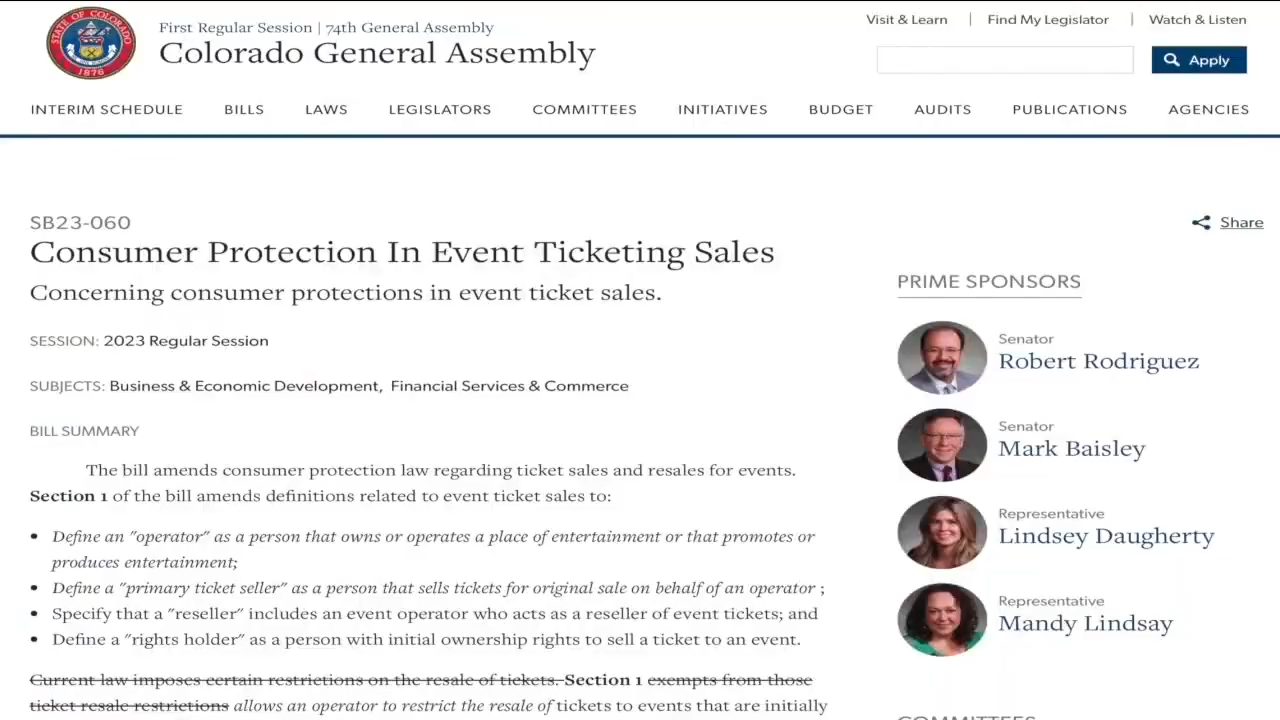 STATE OF COLORADO
1876
First Regular Session | 74th General Assembly
Colorado General Assembly
Visit & Learn | Find My Legislator | Watch & Listen
Apply
INTERIM SCHEDULE BILLS LAWS LEGISLATORS COMMITTEES INITIATIVES BUDGET AUDITS PUBLICATIONS AGENCIES
SB23-060
Share
Consumer Protection In Event Ticketing Sales
Concerning consumer protections in event ticket sales.
SESSION: 2023 Regular Session
SUBJECTS: Business & Economic Development, Financial Services & Commerce
BILL SUMMARY
The bill amends consumer protection law regarding ticket sales and resales for events.
Section 1 of the bill amends definitions related to event ticket sales to:
• Define an "operator" as a person that owns or operates a place of entertainment or that promotes or
produces entertainment;
• Define a "primary ticket seller" as a person that sells tickets for original sale on behalf of an operator ;
• Specify that a "reseller" includes an event operator who acts as a reseller of event tickets; and
• Define a "rights holder" as a person with initial ownership rights to sell a ticket to an event.
Current law imposes certain restrictions on the resale of tickets. Section 1 exempts from those
ticket resale restrictions allows an operator to restrict the resale of tickets to events that are initially
PRIME SPONSORS
Senator
Robert Rodriguez
Senator
Mark Baisley
Representative
Lindsey Daugherty
Representative
Mandy Lindsay
COMMITTEES